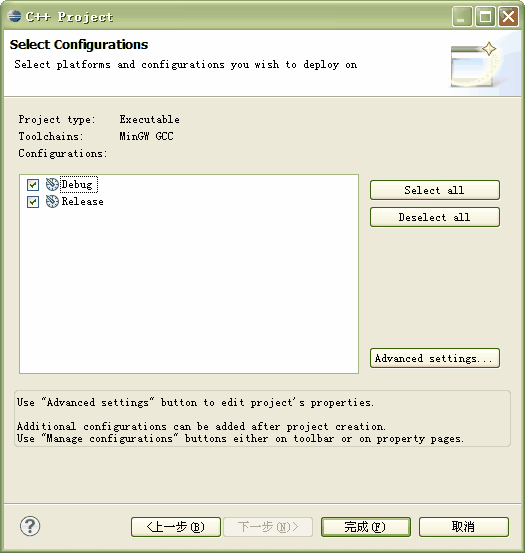 C++ Project
Select Configurations
Select platforms and configurations you wish to deploy on
Project type: Executable
Toolchains: MinGW GCC
Configurations:
Debug
Release
Select all
Deselect all
Advanced settings...
Use "Advanced settings" button to edit project's properties.
Additional configurations can be added after project creation.
Use "Manage configurations" buttons either on toolbar or on property pages.
?
<上一步(B) 下一步(N)> 完成(F) 取消